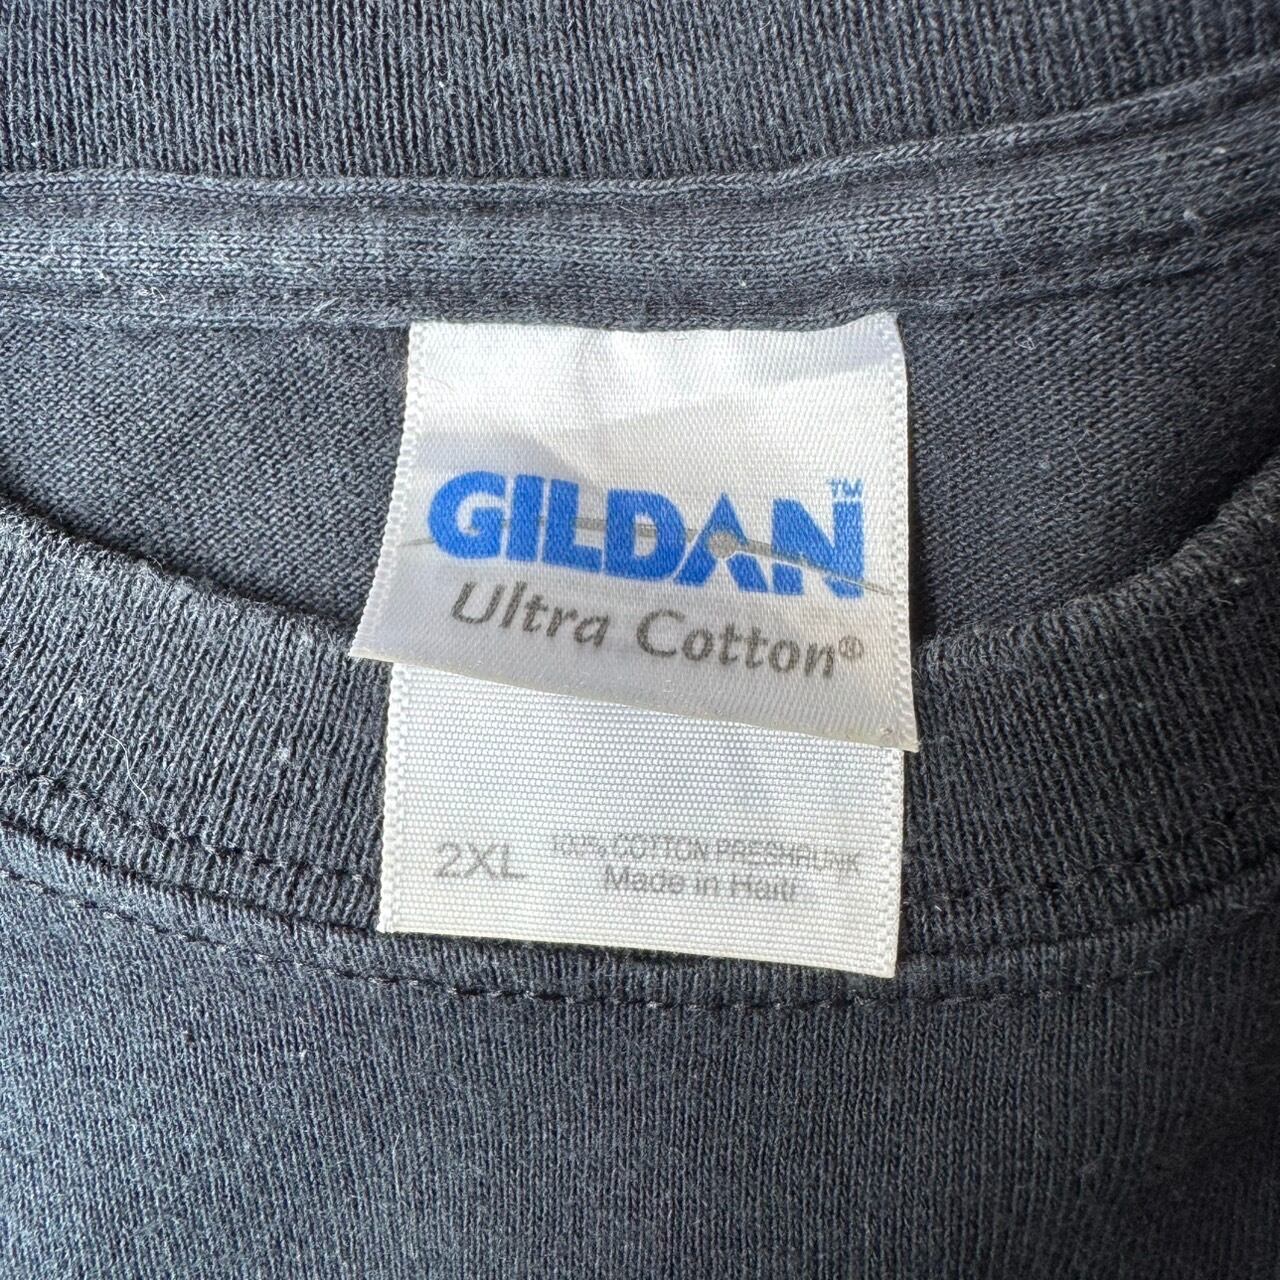 GILDAN™
Ultra Cotton®
2XL
100% COTTON PRESHRUNK
Made in Haiti